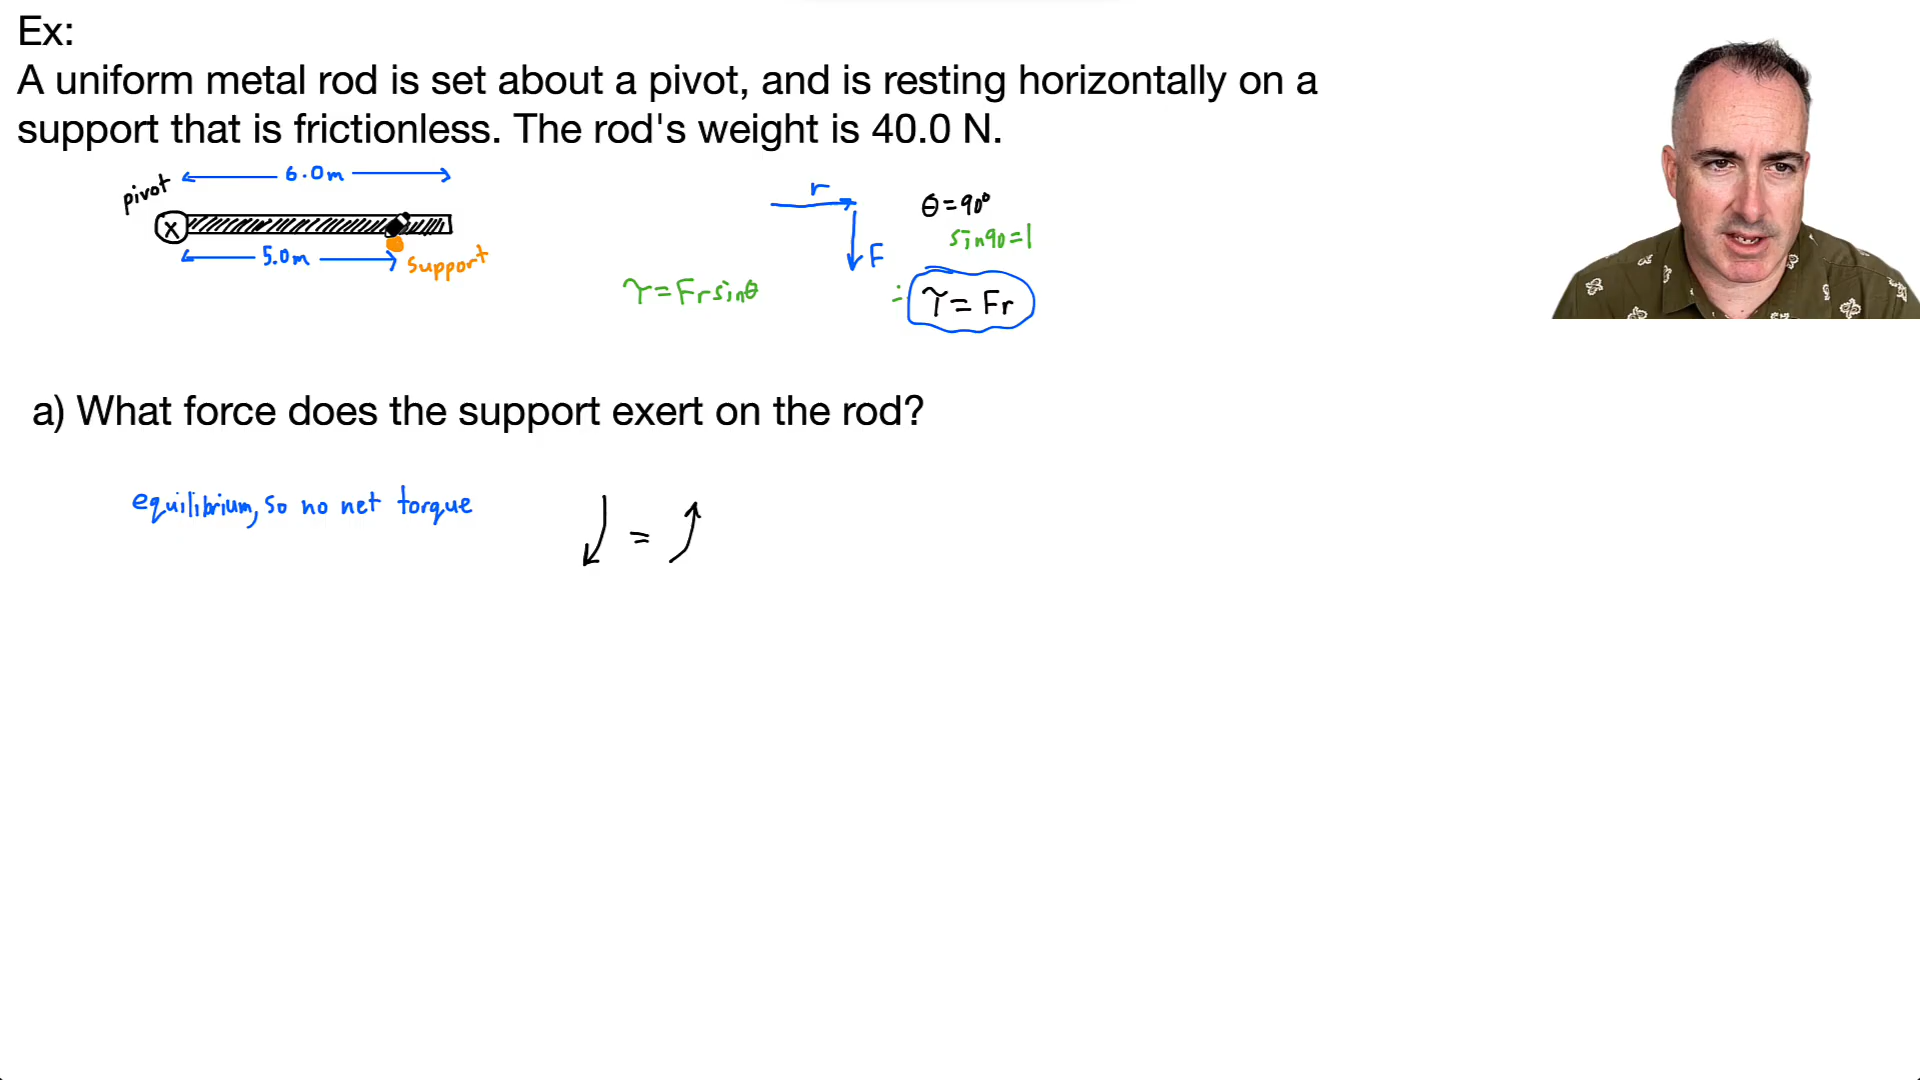 Ex:
A uniform metal rod is set about a pivot, and is resting horizontally on a
support that is frictionless. The rod's weight is 40.0 N.
6.0m
pivot
X
5.0m
support
r
F
θ=90°
sin90=1
τ=Frsinθ
∴ τ=Fr
a) What force does the support exert on the rod?
equilibrium, so no net torque
=